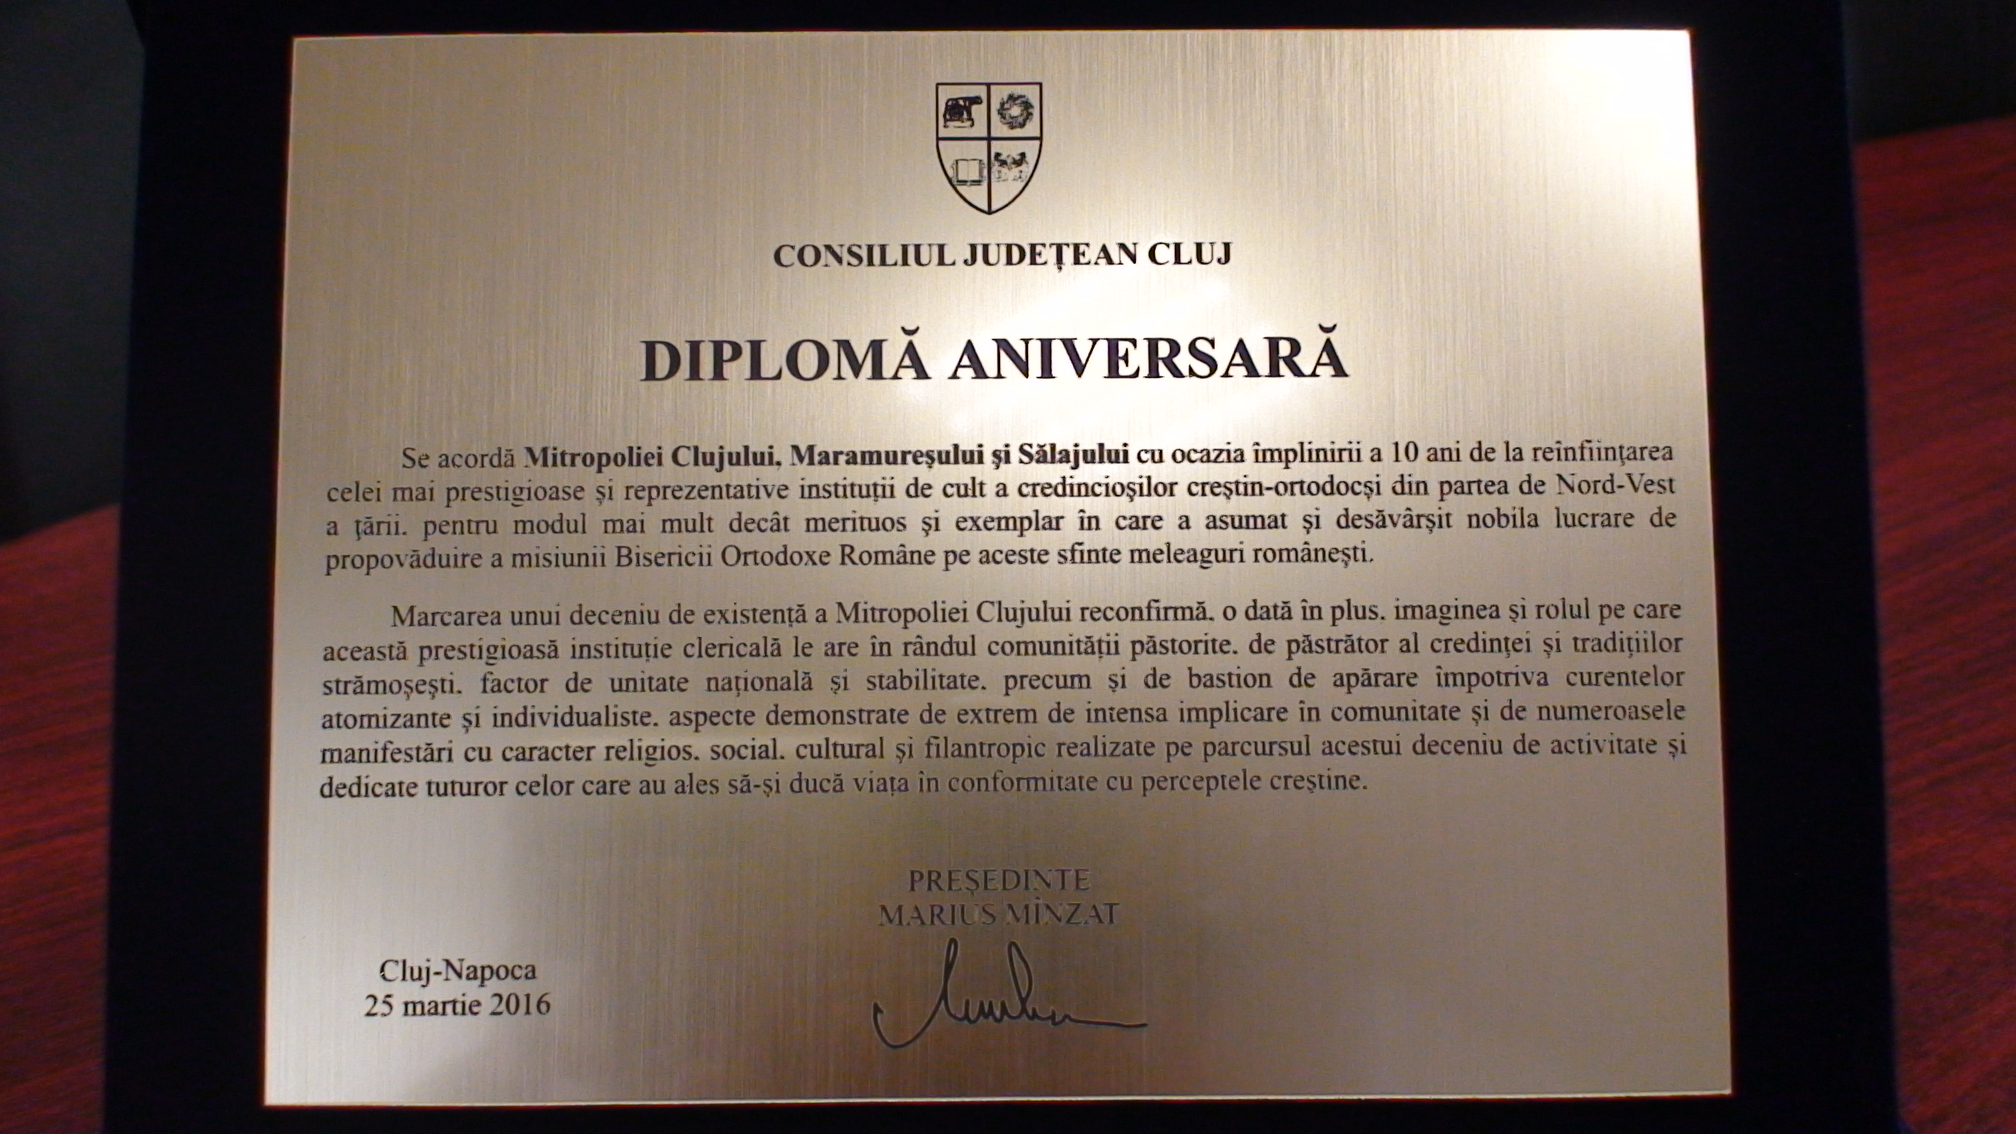 CONSILIUL JUDEȚEAN CLUJ
DIPLOMĂ ANIVERSARĂ
Se acordă Mitropoliei Clujului, Maramureșului și Sălajului cu ocazia împlinirii a 10 ani de la reînființarea
celei mai prestigioase și reprezentative instituții de cult a credincioșilor creștin-ortodocși din partea de Nord-Vest
a țării, pentru modul mai mult decât merituos și exemplar în care a asumat și desăvârșit nobila lucrare de
propovăduire a misiunii Bisericii Ortodoxe Române pe aceste sfinte meleaguri românești.
Marcarea unui deceniu de existență a Mitropoliei Clujului reconfirmă, o dată în plus, imaginea și rolul pe care
această prestigioasă instituție clericală le are în rândul comunității păstorite, de păstrător al credinței și tradițiilor
strămoșești, factor de unitate națională și stabilitate, precum și de bastion de apărare împotriva curentelor
atomizante și individualiste, aspecte demonstrate de extrem de intensa implicare în comunitate și de numeroasele
manifestări cu caracter religios, social, cultural și filantropic realizate pe parcursul acestui deceniu de activitate și
dedicate tuturor celor care au ales să-și ducă viața în conformitate cu perceptele creștine.
PREȘEDINTE
MARIUS MÎNZAT
Cluj-Napoca
25 martie 2016